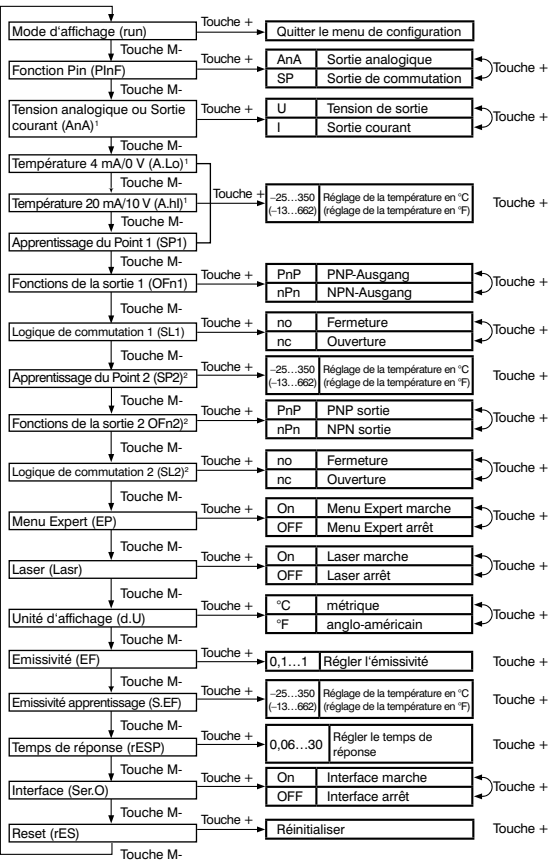 Mode d'affichage (run)
Touche +
Quitter le menu de configuration
Touche M-
Fonction Pin (PInF)
Touche +
AnA Sortie analogique
SP Sortie de commutation
Touche +
Touche M-
Tension analogique ou Sortie
courant (AnA)¹
Touche +
U Tension de sortie
I Sortie courant
Touche +
Touche M-
Température 4 mA/0 V (A.Lo)¹
Touche M-
Température 20 mA/10 V (A.hI)¹
Touche +
–25…350 Réglage de la température en °C
(–13…662) (réglage de la température en °F)
Touche +
Touche M-
Apprentissage du Point 1 (SP1)
Touche M-
Fonctions de la sortie 1 (OFn1)
Touche +
PnP PNP-Ausgang
nPn NPN-Ausgang
Touche +
Touche M-
Logique de commutation 1 (SL1)
Touche +
no Fermeture
nc Ouverture
Touche +
Touche M-
Apprentissage du Point 2 (SP2)²
Touche +
–25…350 Réglage de la température en °C
(–13…662) (réglage de la température en °F)
Touche +
Touche M-
Fonctions de la sortie 2 OFn2)²
Touche +
PnP PNP sortie
nPn NPN sortie
Touche +
Touche M-
Logique de commutation 2 (SL2)²
Touche +
no Fermeture
nc Ouverture
Touche +
Touche M-
Menu Expert (EP)
Touche +
On Menu Expert marche
OFF Menu Expert arrêt
Touche +
Touche M-
Laser (Lasr)
Touche +
On Laser marche
OFF Laser arrêt
Touche +
Touche M-
Unité d'affichage (d.U)
Touche +
°C métrique
°F anglo-américain
Touche +
Touche M-
Emissivité (EF)
Touche +
0,1…1 Régler l'émissivité
Touche +
Touche M-
Emissivité apprentissage (S.EF)
Touche +
–25…350 Réglage de la température en °C
(–13…662) (réglage de la température en °F)
Touche +
Touche M-
Temps de réponse (rESP)
Touche +
0,06…30 Régler le temps de
réponse
Touche +
Touche M-
Interface (Ser.O)
Touche +
On Interface marche
OFF Interface arrêt
Touche +
Touche M-
Reset (rES)
Touche +
Réinitialiser
Touche +
Touche M-